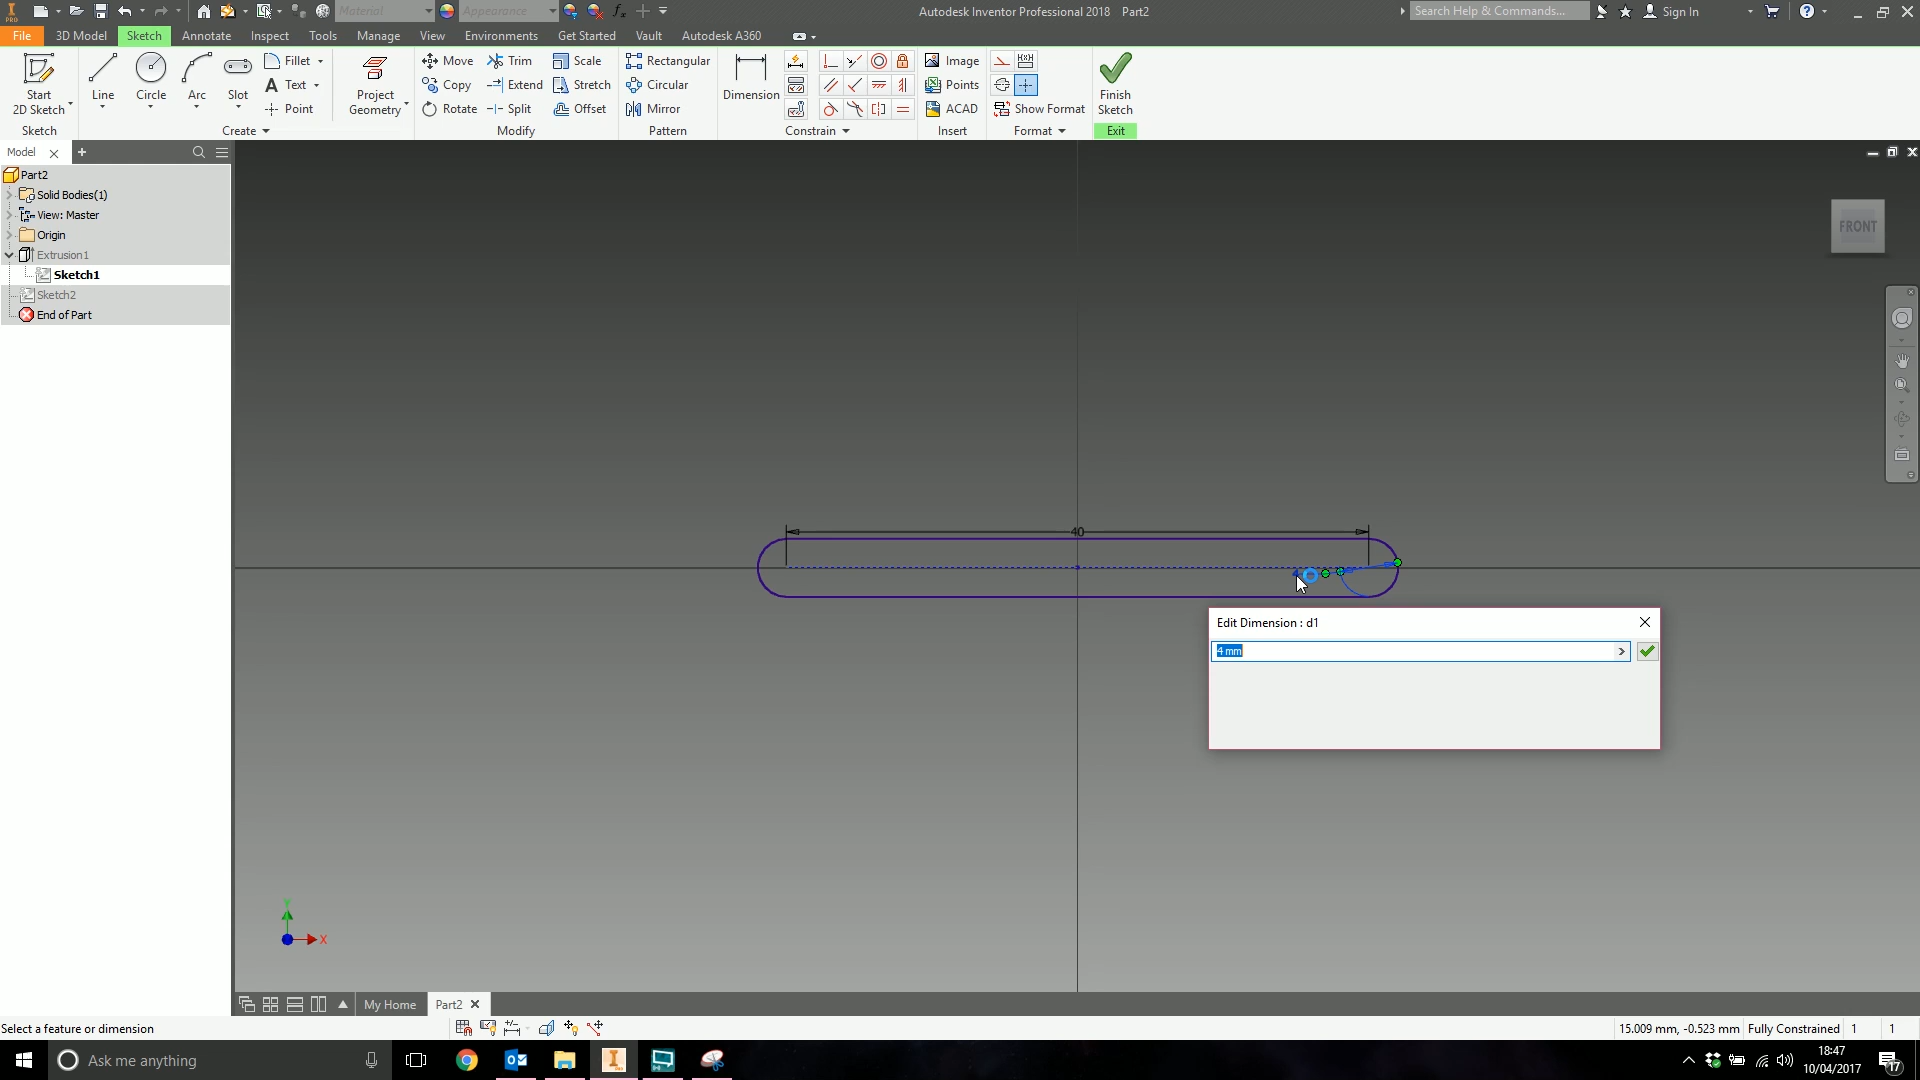 Material
Appearance
Autodesk Inventor Professional 2018 Part2
Search Help & Commands...
Sign In
File
3D Model
Sketch
Annotate
Inspect
Tools
Manage
View
Environments
Get Started
Vault
Autodesk A360
Start
2D Sketch
Line
Circle
Arc
Slot
Fillet
Text
Point
Project
Geometry
Move
Copy
Rotate
Trim
Extend
Split
Scale
Stretch
Offset
Rectangular
Circular
Mirror
Dimension
Image
Points
ACAD
Show Format
Finish
Sketch
Sketch
Create
Modify
Pattern
Constrain
Insert
Format
Exit
Model
Part2
Solid Bodies(1)
View: Master
Origin
Extrusion1
Sketch1
Sketch2
End of Part
FRONT
40
Edit Dimension : d1
4 mm
Y
X
My Home
Part2
Select a feature or dimension
15.009 mm, -0.523 mm
Fully Constrained
1
1
Ask me anything
18:47
10/04/2017
17